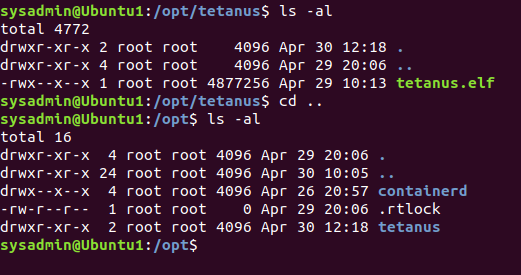 sysadmin@Ubuntu1:/opt/tetanus$ ls -al
total 4772
drwxr-xr-x 2 root root    4096 Apr 30 12:18 .
drwxr-xr-x 4 root root    4096 Apr 29 20:06 ..
-rwx--x--x 1 root root 4877256 Apr 29 10:13 tetanus.elf
sysadmin@Ubuntu1:/opt/tetanus$ cd ..
sysadmin@Ubuntu1:/opt$ ls -al
total 16
drwxr-xr-x  4 root root 4096 Apr 29 20:06 .
drwxr-xr-x 24 root root 4096 Apr 30 10:05 ..
drwx--x--x  4 root root 4096 Apr 26 20:57 containerd
-rw-r--r--  1 root root    0 Apr 29 20:06 .rtlock
drwxr-xr-x  2 root root 4096 Apr 30 12:18 tetanus
sysadmin@Ubuntu1:/opt$